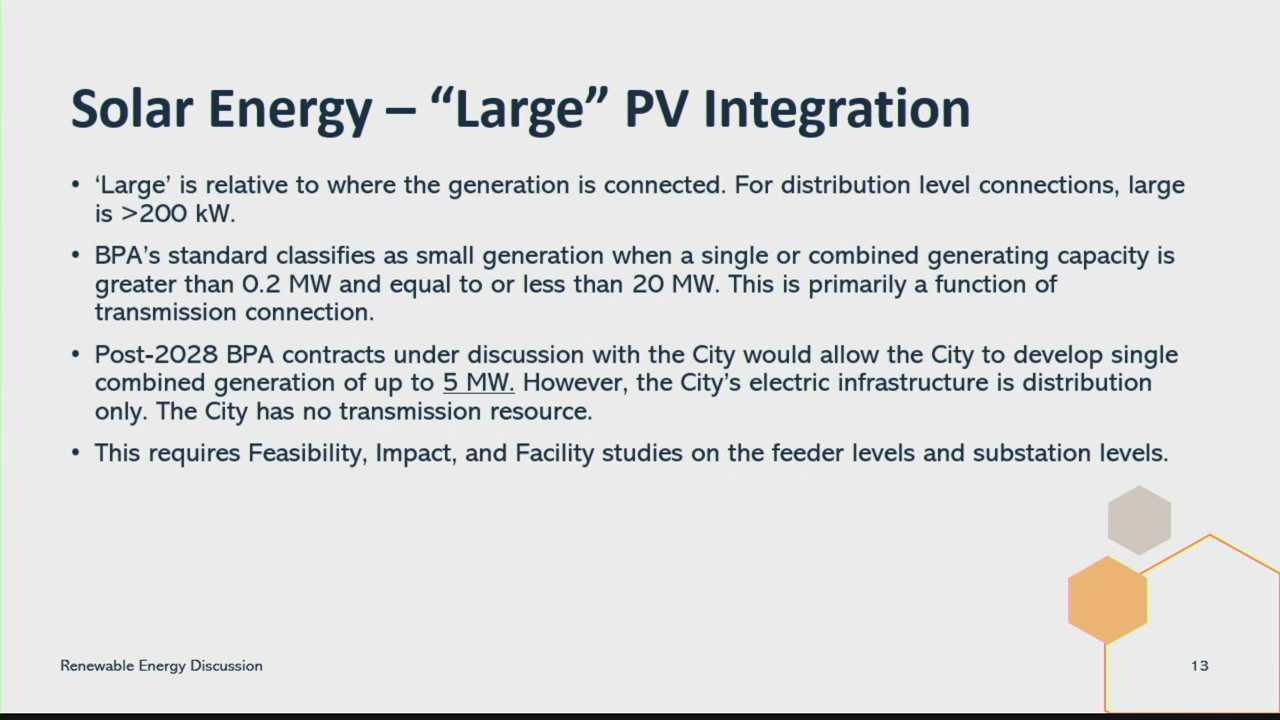 Solar Energy – “Large” PV Integration
• ‘Large’ is relative to where the generation is connected. For distribution level connections, large
is >200 kW.
• BPA’s standard classifies as small generation when a single or combined generating capacity is
greater than 0.2 MW and equal to or less than 20 MW. This is primarily a function of
transmission connection.
• Post-2028 BPA contracts under discussion with the City would allow the City to develop single
combined generation of up to 5 MW. However, the City’s electric infrastructure is distribution
only. The City has no transmission resource.
• This requires Feasibility, Impact, and Facility studies on the feeder levels and substation levels.
Renewable Energy Discussion
13